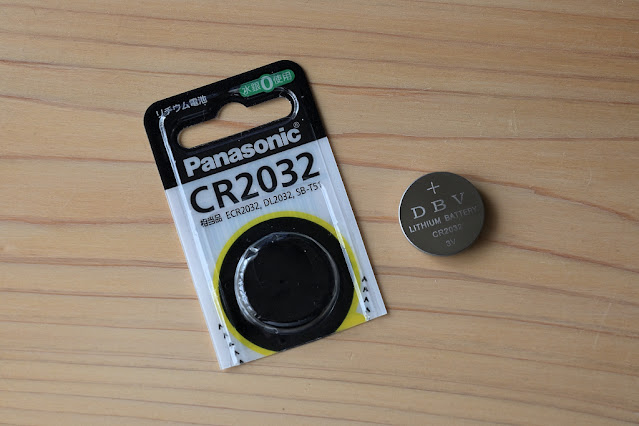 水銀0使用
リチウム電池
Panasonic®
CR2032
相当品 ECR2032, DL2032, SB-T51
+
DBV
LITHIUM BATTERY
CR2032
3V